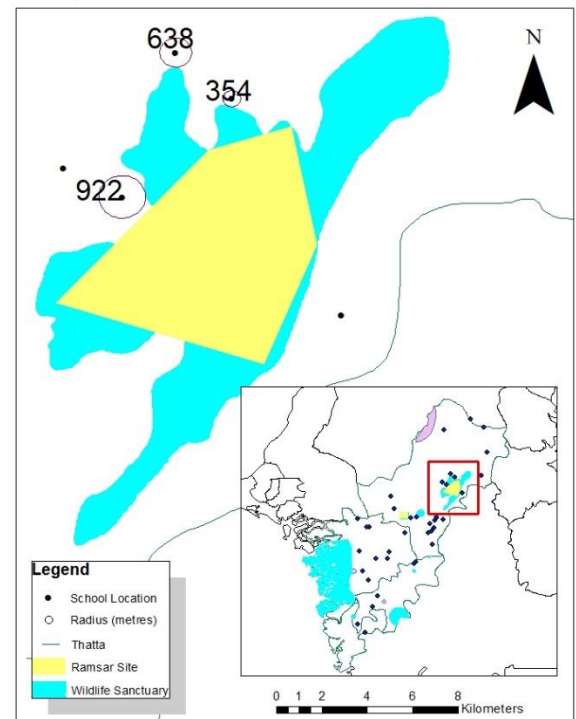 638
N
354
922
Legend
School Location
Radius (metres)
Thatta
Ramsar Site
Wildlife Sanctuary
0 1 2 4 6 8
Kilometers